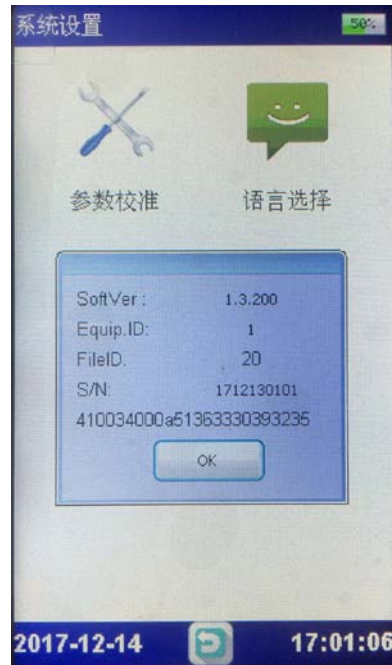 系统设置 50%
参数校准 语言选择
SoftVer : 1.3.200
Equip.ID: 1
FileID. 20
S/N: 1712130101
410034000a51363330393235
OK
2017-12-14 17:01:06